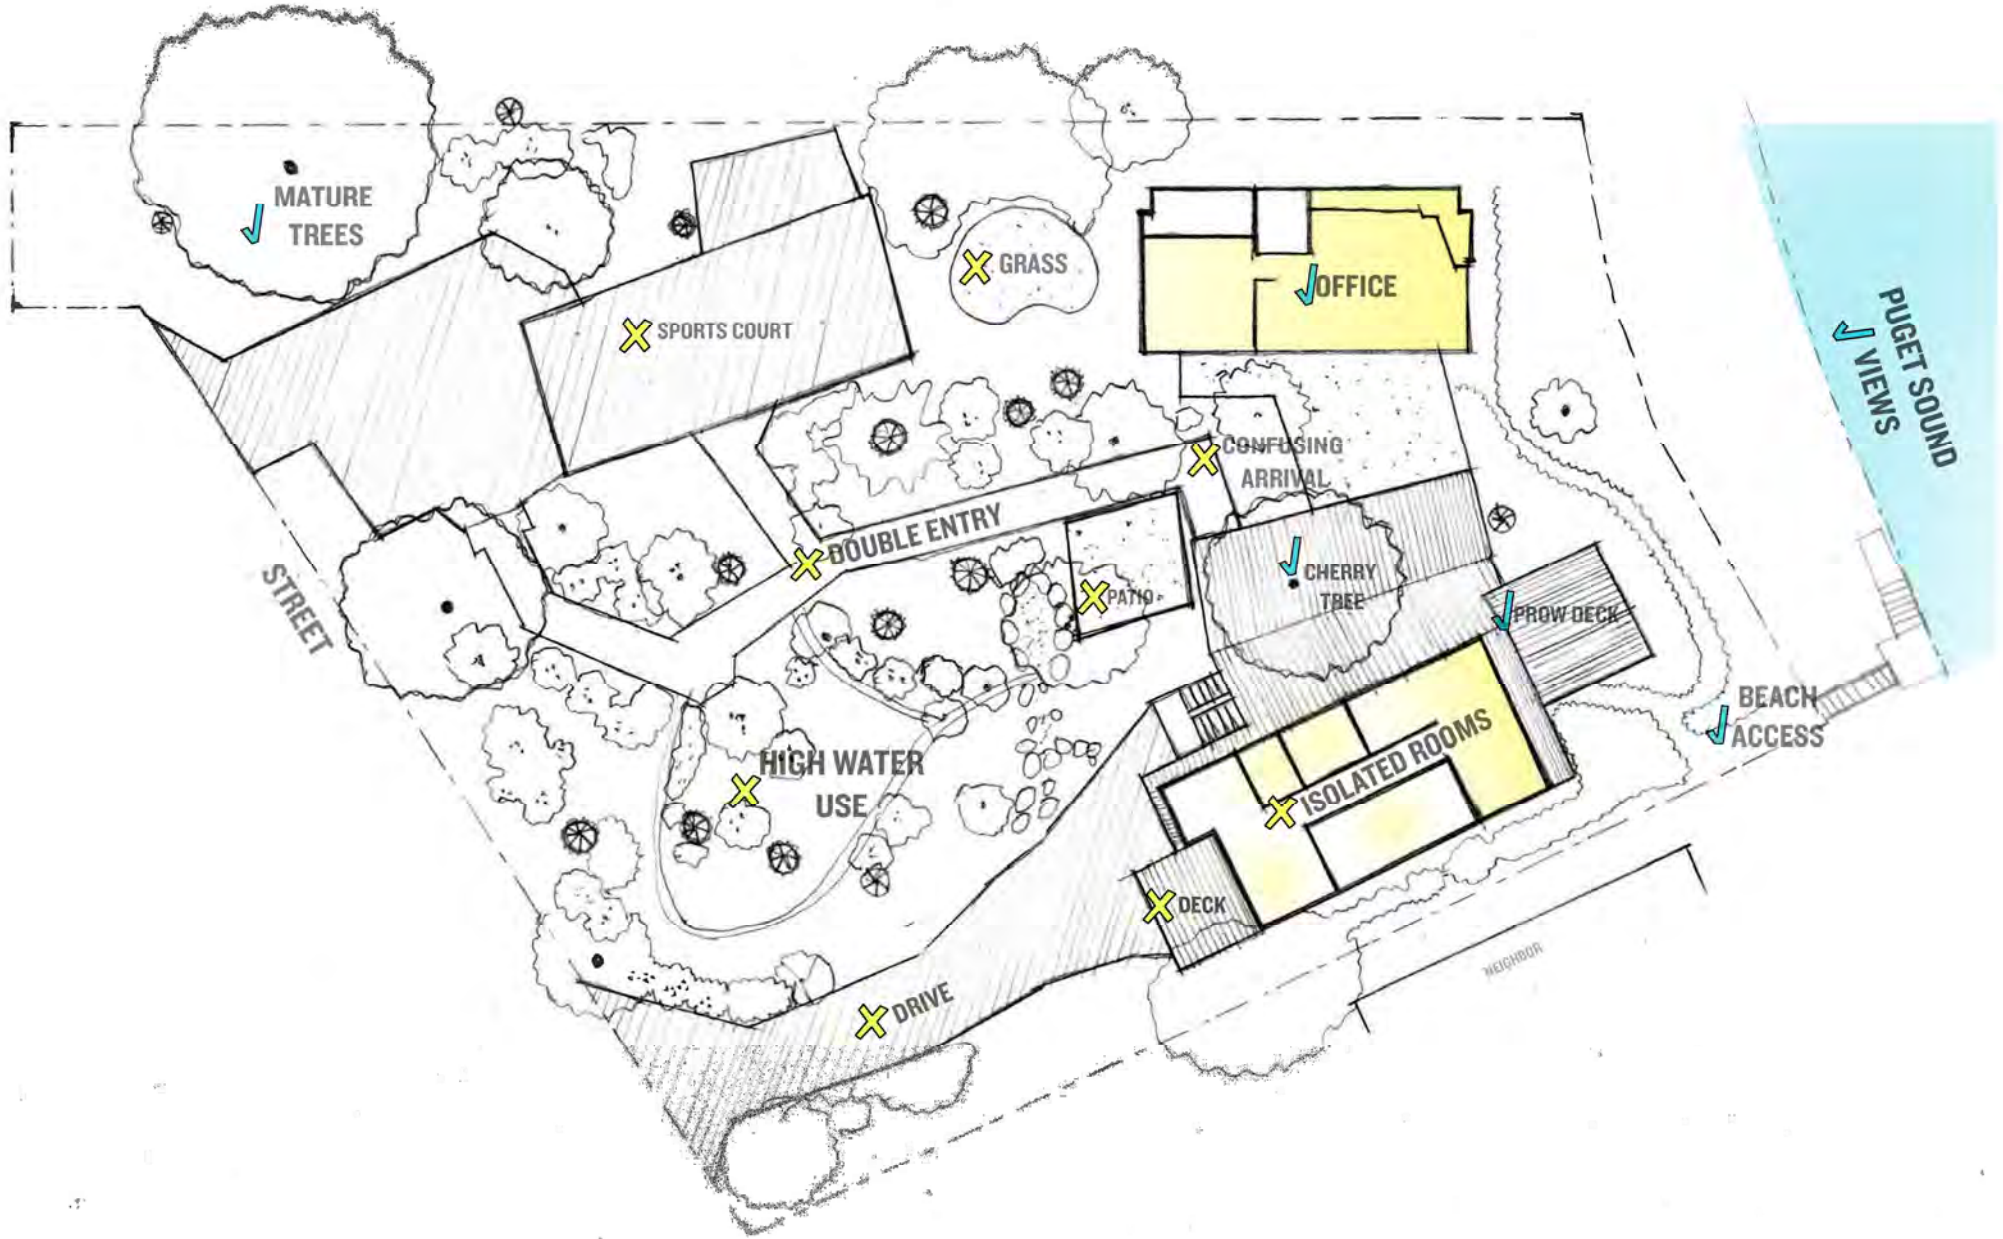 MATURE
TREES
GRASS
OFFICE
SPORTS COURT
PUGET SOUND
VIEWS
CONFUSING
ARRIVAL
DOUBLE ENTRY
CHERRY
TREE
PATIO
PROW DECK
STREET
BEACH
ACCESS
HIGH WATER
USE
ISOLATED ROOMS
DECK
NEIGHBOR
DRIVE